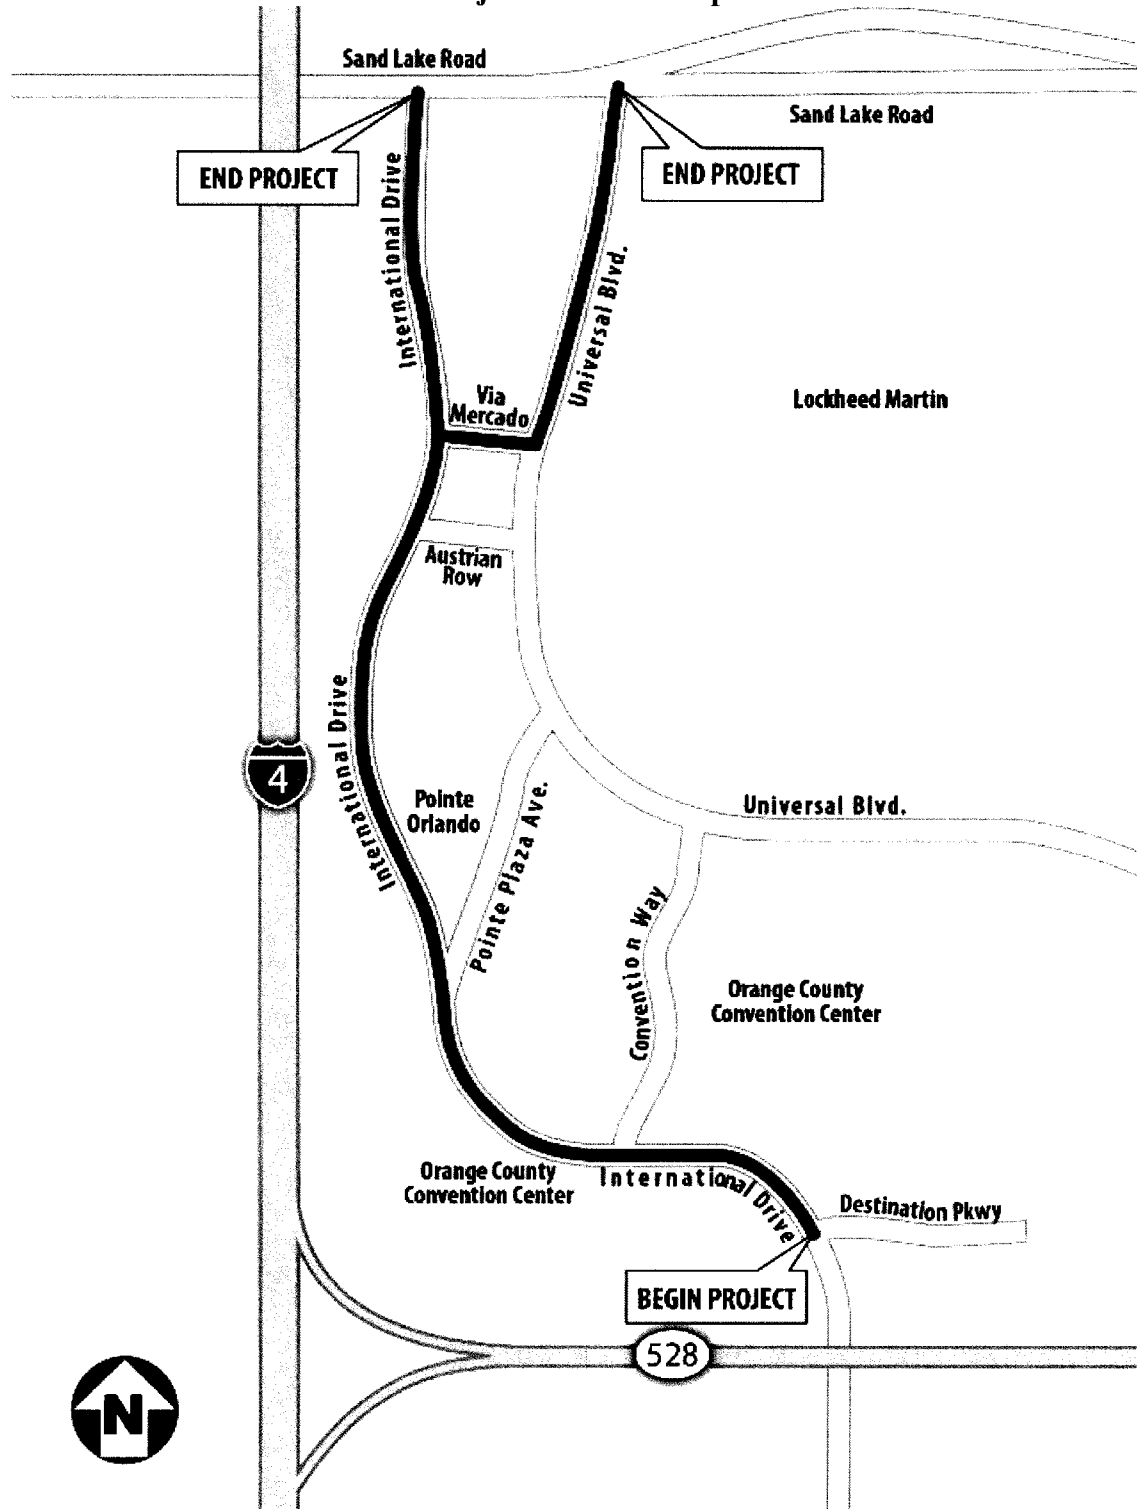 Sand Lake Road
Sand Lake Road
END PROJECT
END PROJECT
International Drive
Universal Blvd.
Via
Mercado
Lockheed Martin
Austrian
Row
International Drive
4
Pointe
Orlando
Pointe Plaza Ave.
Universal Blvd.
Convention Way
Orange County
Convention Center
Orange County
Convention Center
International Drive
Destination Pkwy
BEGIN PROJECT
528
N